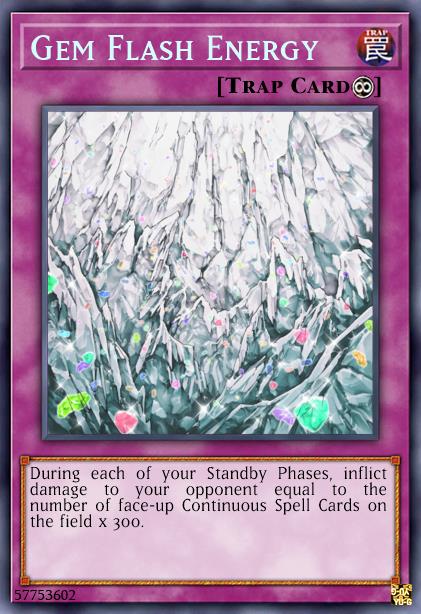 Gem Flash Energy
TRAP
罠
[Trap Card]
During each of your Standby Phases, inflict
damage to your opponent equal to the
number of face-up Continuous Spell Cards on
the field x 300.
57753602